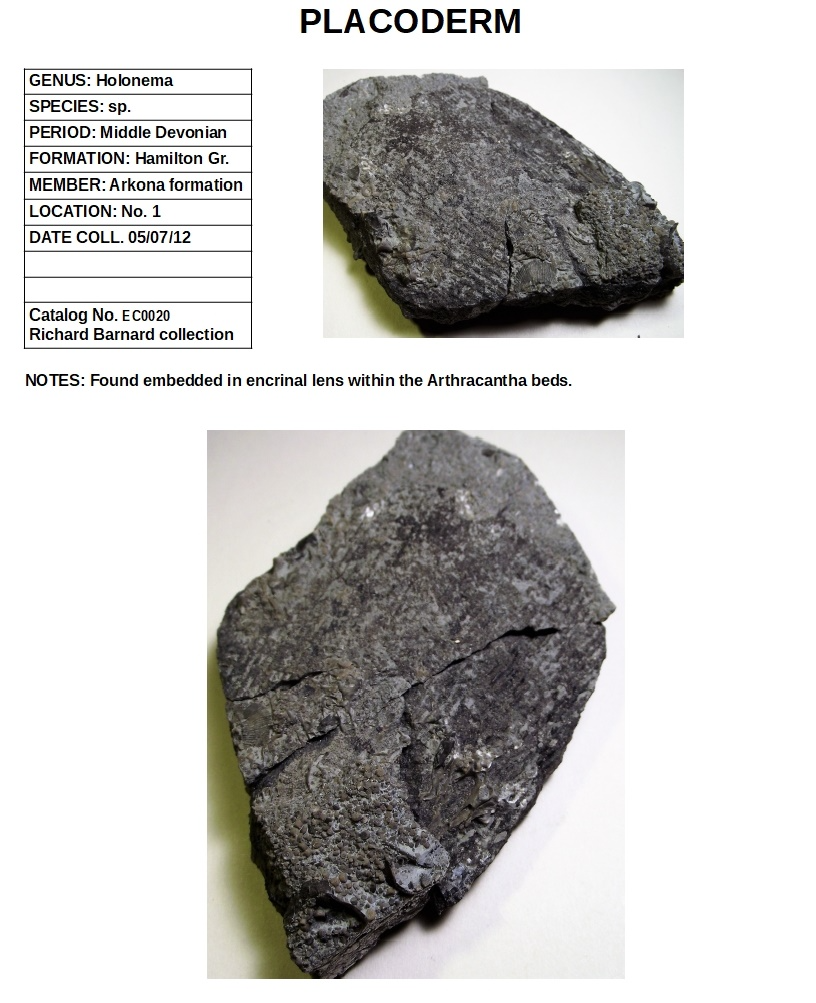 PLACODERM
GENUS: Holonema
SPECIES: sp.
PERIOD: Middle Devonian
FORMATION: Hamilton Gr.
MEMBER: Arkona formation
LOCATION: No. 1
DATE COLL. 05/07/12
Catalog No. EC0020
Richard Barnard collection
NOTES: Found embedded in encrinal lens within the Arthracantha beds.